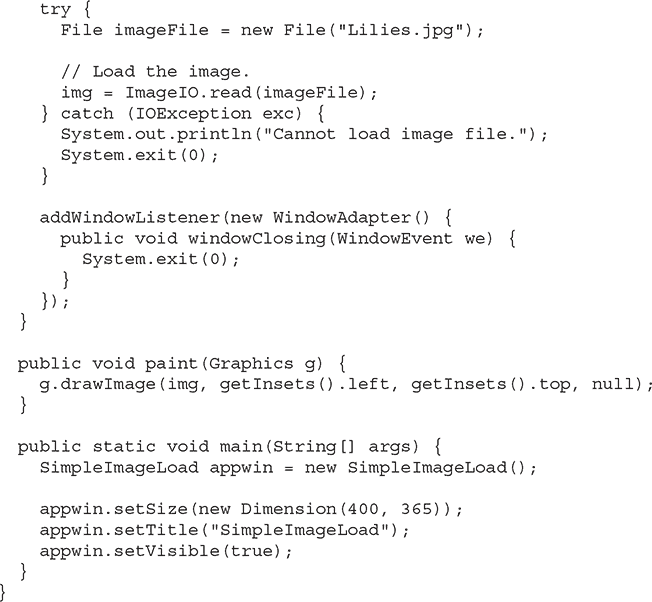 try {
      File imageFile = new File("Lilies.jpg");

      // Load the image.
      img = ImageIO.read(imageFile);
    } catch (IOException exc) {
      System.out.println("Cannot load image file.");
      System.exit(0);
    }

    addWindowListener(new WindowAdapter() {
      public void windowClosing(WindowEvent we) {
        System.exit(0);
      }
    });
  }

  public void paint(Graphics g) {
    g.drawImage(img, getInsets().left, getInsets().top, null);
  }

  public static void main(String[] args) {
    SimpleImageLoad appwin = new SimpleImageLoad();

    appwin.setSize(new Dimension(400, 365));
    appwin.setTitle("SimpleImageLoad");
    appwin.setVisible(true);
  }
}